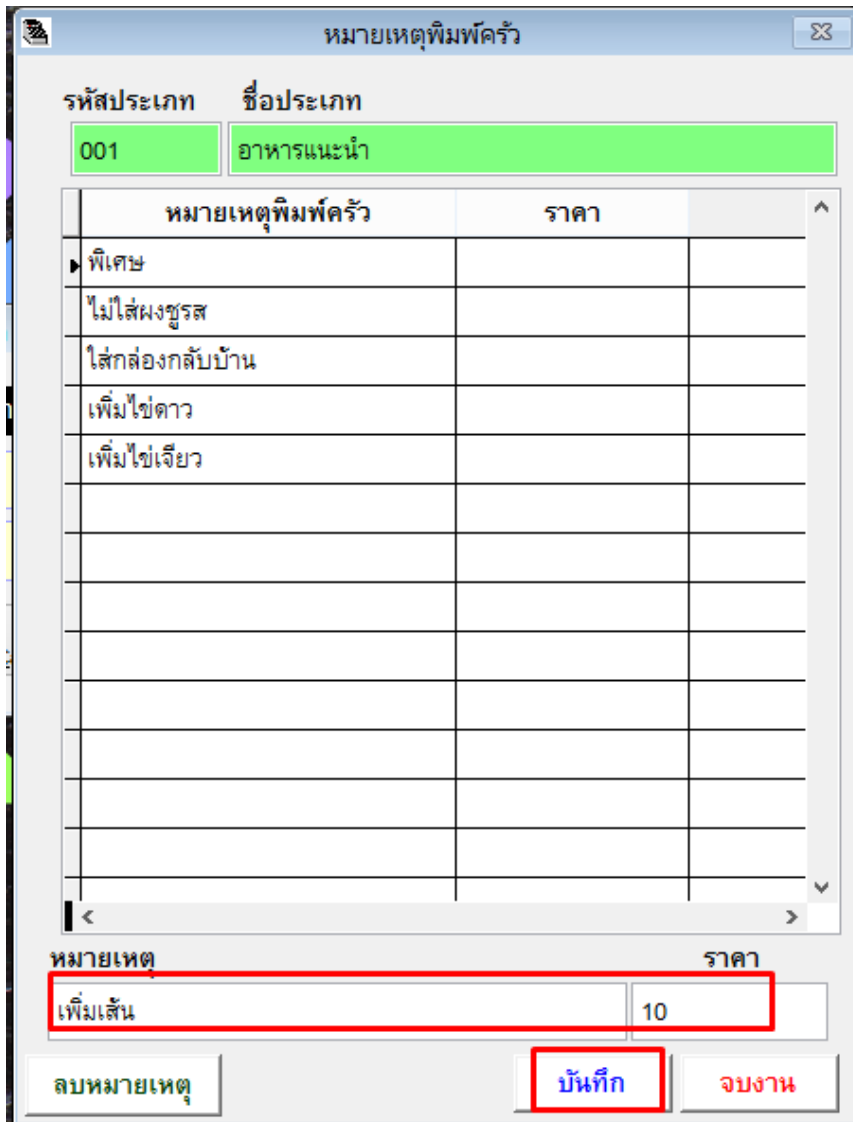 หมายเหตุพิมพ์ครัว
รหัสประเภท ชื่อประเภท
001 อาหารแนะนำ
หมายเหตุพิมพ์ครัว ราคา
พิเศษ
ไม่ใส่ผงชูรส
ใส่กล่องกลับบ้าน
เพิ่มไข่ดาว
เพิ่มไข่เจียว
หมายเหตุ ราคา
เพิ่มเส้น 10
ลบหมายเหตุ บันทึก จบงาน